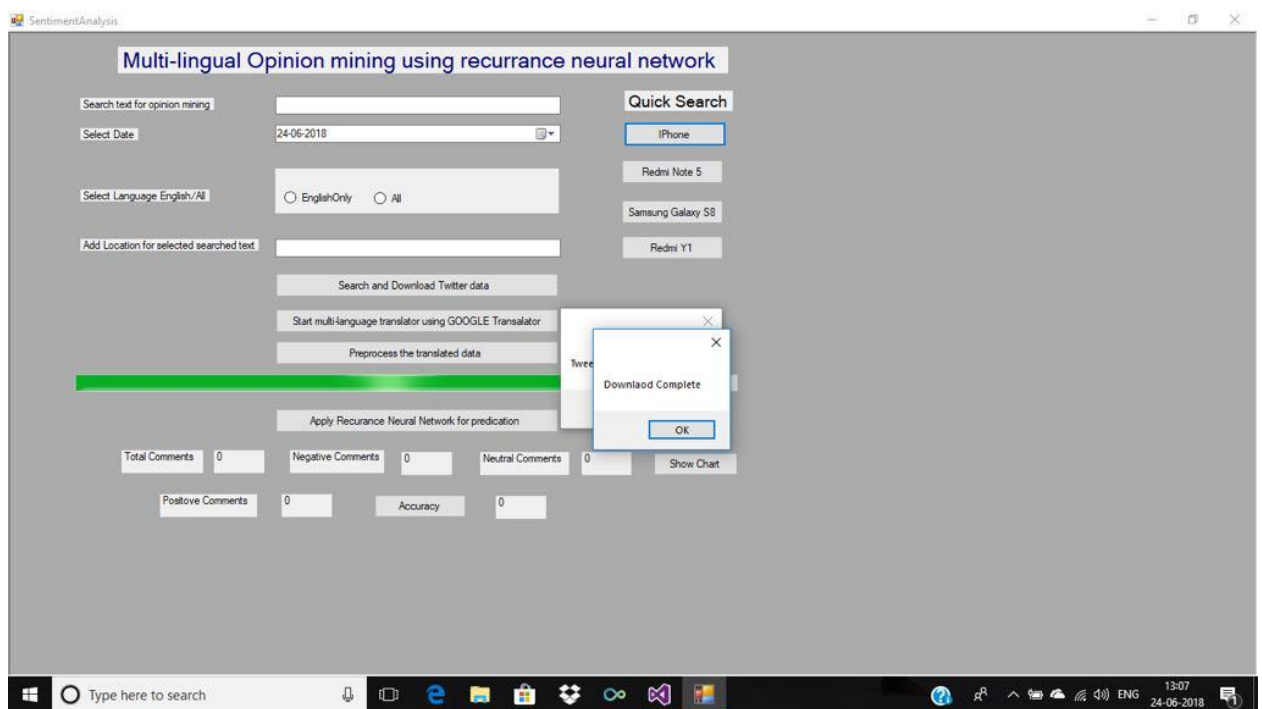 SentimentAnalysis
Multi-lingual Opinion mining using recurrance neural network
Search text for opinion mining
Quick Search
Select Date
24-06-2018
IPhone
Redmi Note 5
Select Language English/All
EnglishOnly
All
Samsung Galaxy S8
Add Location for selected searched text
Redmi Y1
Search and Download Twitter data
Start multi-language translator using GOOGLE Transalator
Preprocess the translated data
Twee
Downlaod Complete
OK
Apply Recurance Neural Network for predication
Total Comments
0
Negative Comments
0
Neutral Comments
0
Show Chart
Positove Comments
0
Accuracy
0
Type here to search
ENG
13:07
24-06-2018